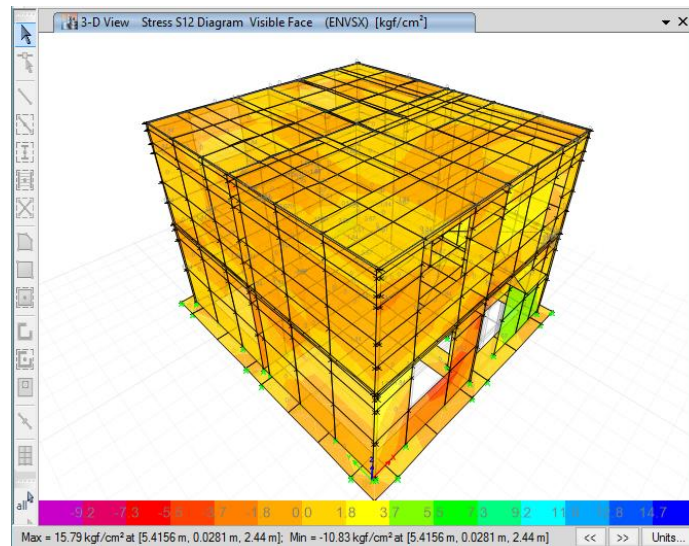 3-D View Stress S12 Diagram Visible Face (ENVSX) [kgf/cm²]
all
-9.2 -7.3 -5.5 -3.7 -1.8 0.0 1.8 3.7 5.5 7.3 9.2 11.0 12.8 14.7
Max = 15.79 kgf/cm² at [5.4156 m, 0.0281 m, 2.44 m]; Min = -10.83 kgf/cm² at [5.4156 m, 0.0281 m, 2.44 m] << >> Units...